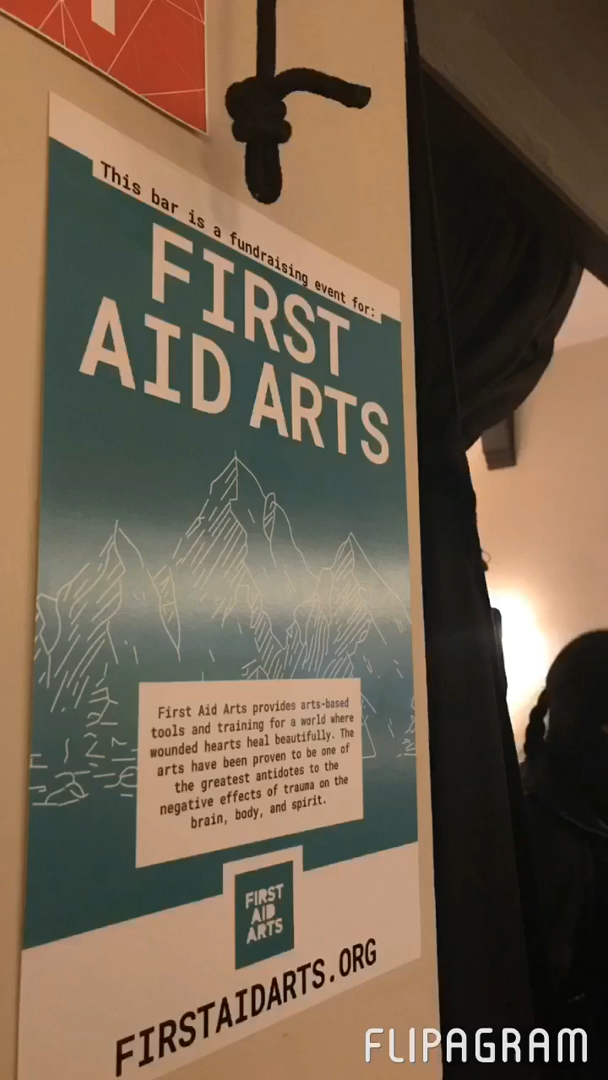 This bar is a fundraising event for:
FIRST
AID ARTS
First Aid Arts provides arts-based
tools and training for a world where
wounded hearts heal beautifully. The
arts have been proven to be one of
the greatest antidotes to the
negative effects of trauma on the
brain, body, and spirit.
FIRST
AID
ARTS
FIRSTAIDARTS.ORG
FLIPAGRAM